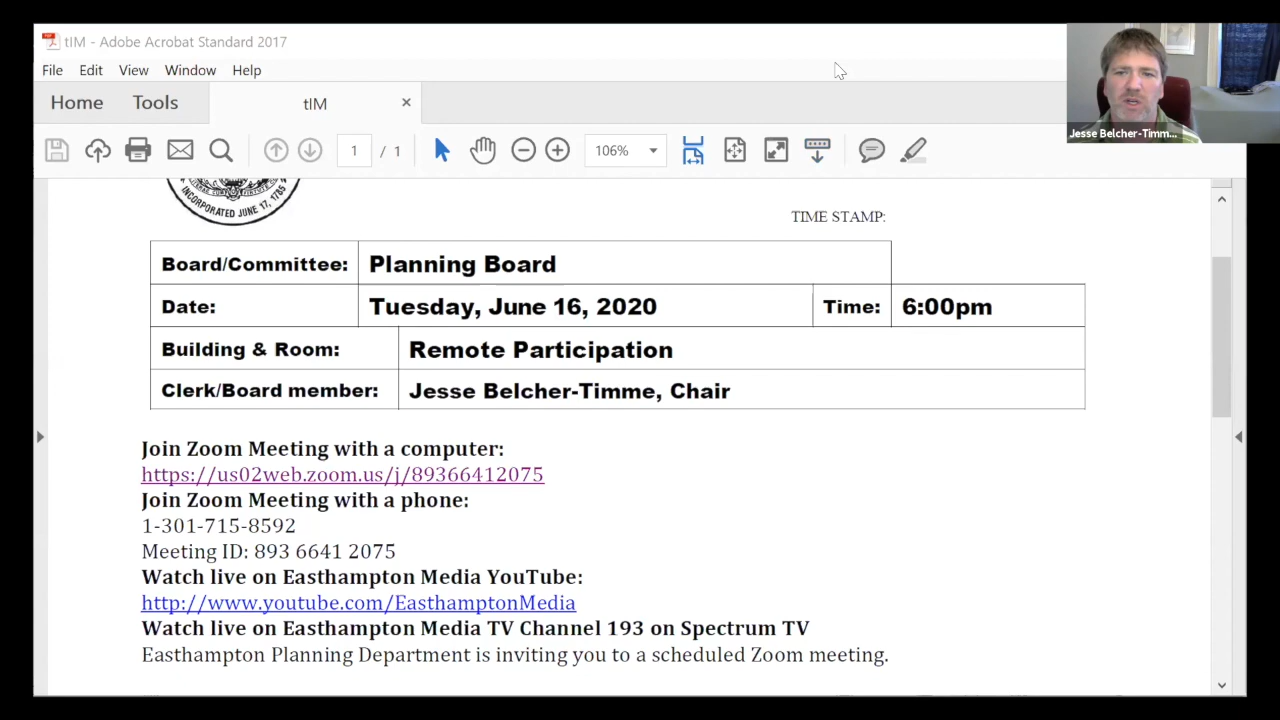 tIM - Adobe Acrobat Standard 2017
File Edit View Window Help
Home Tools tIM ×
1 / 1 106%
Jesse Belcher-Timm...
INCORPORATED JUNE 17, 1785
TIME STAMP:
Board/Committee: Planning Board
Date: Tuesday, June 16, 2020 Time: 6:00pm
Building & Room: Remote Participation
Clerk/Board member: Jesse Belcher-Timme, Chair
Join Zoom Meeting with a computer:
https://us02web.zoom.us/j/89366412075
Join Zoom Meeting with a phone:
1-301-715-8592
Meeting ID: 893 6641 2075
Watch live on Easthampton Media YouTube:
http://www.youtube.com/EasthamptonMedia
Watch live on Easthampton Media TV Channel 193 on Spectrum TV
Easthampton Planning Department is inviting you to a scheduled Zoom meeting.